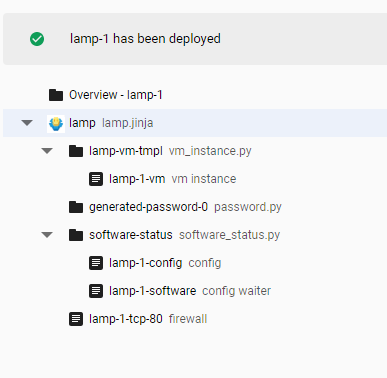 lamp-1 has been deployed
Overview - lamp-1
lamp lamp.jinja
lamp-vm-tmpl vm_instance.py
lamp-1-vm vm instance
generated-password-0 password.py
software-status software_status.py
lamp-1-config config
lamp-1-software config waiter
lamp-1-tcp-80 firewall